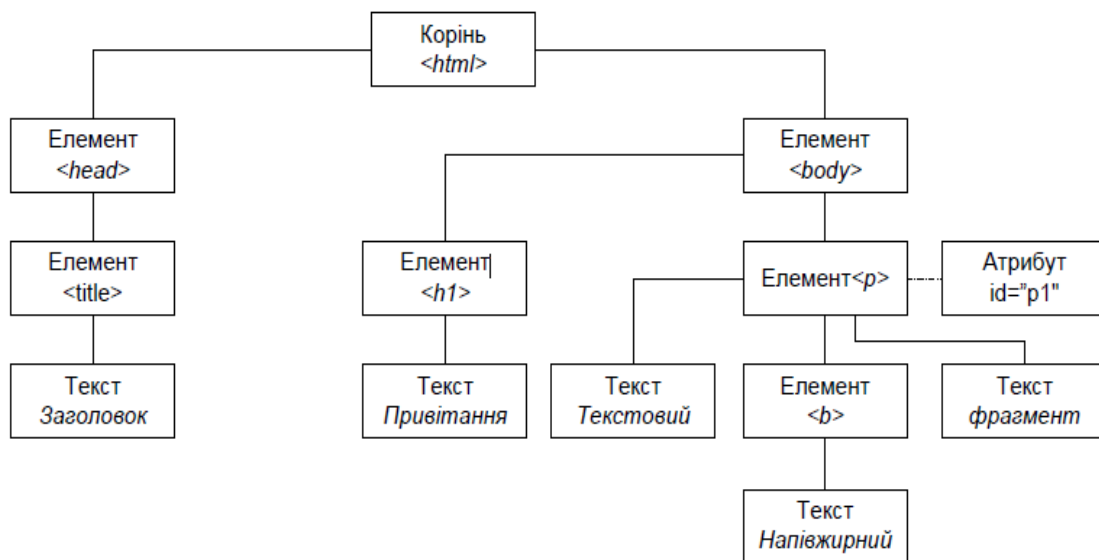 Корінь
<html>
Елемент
<head>
Елемент
<body>
Елемент
<title>
Елемент
<h1>
Елемент<p>
Атрибут
id=”p1"
Текст
Заголовок
Текст
Привітання
Текст
Текстовий
Елемент
<b>
Текст
фрагмент
Текст
Напівжирний